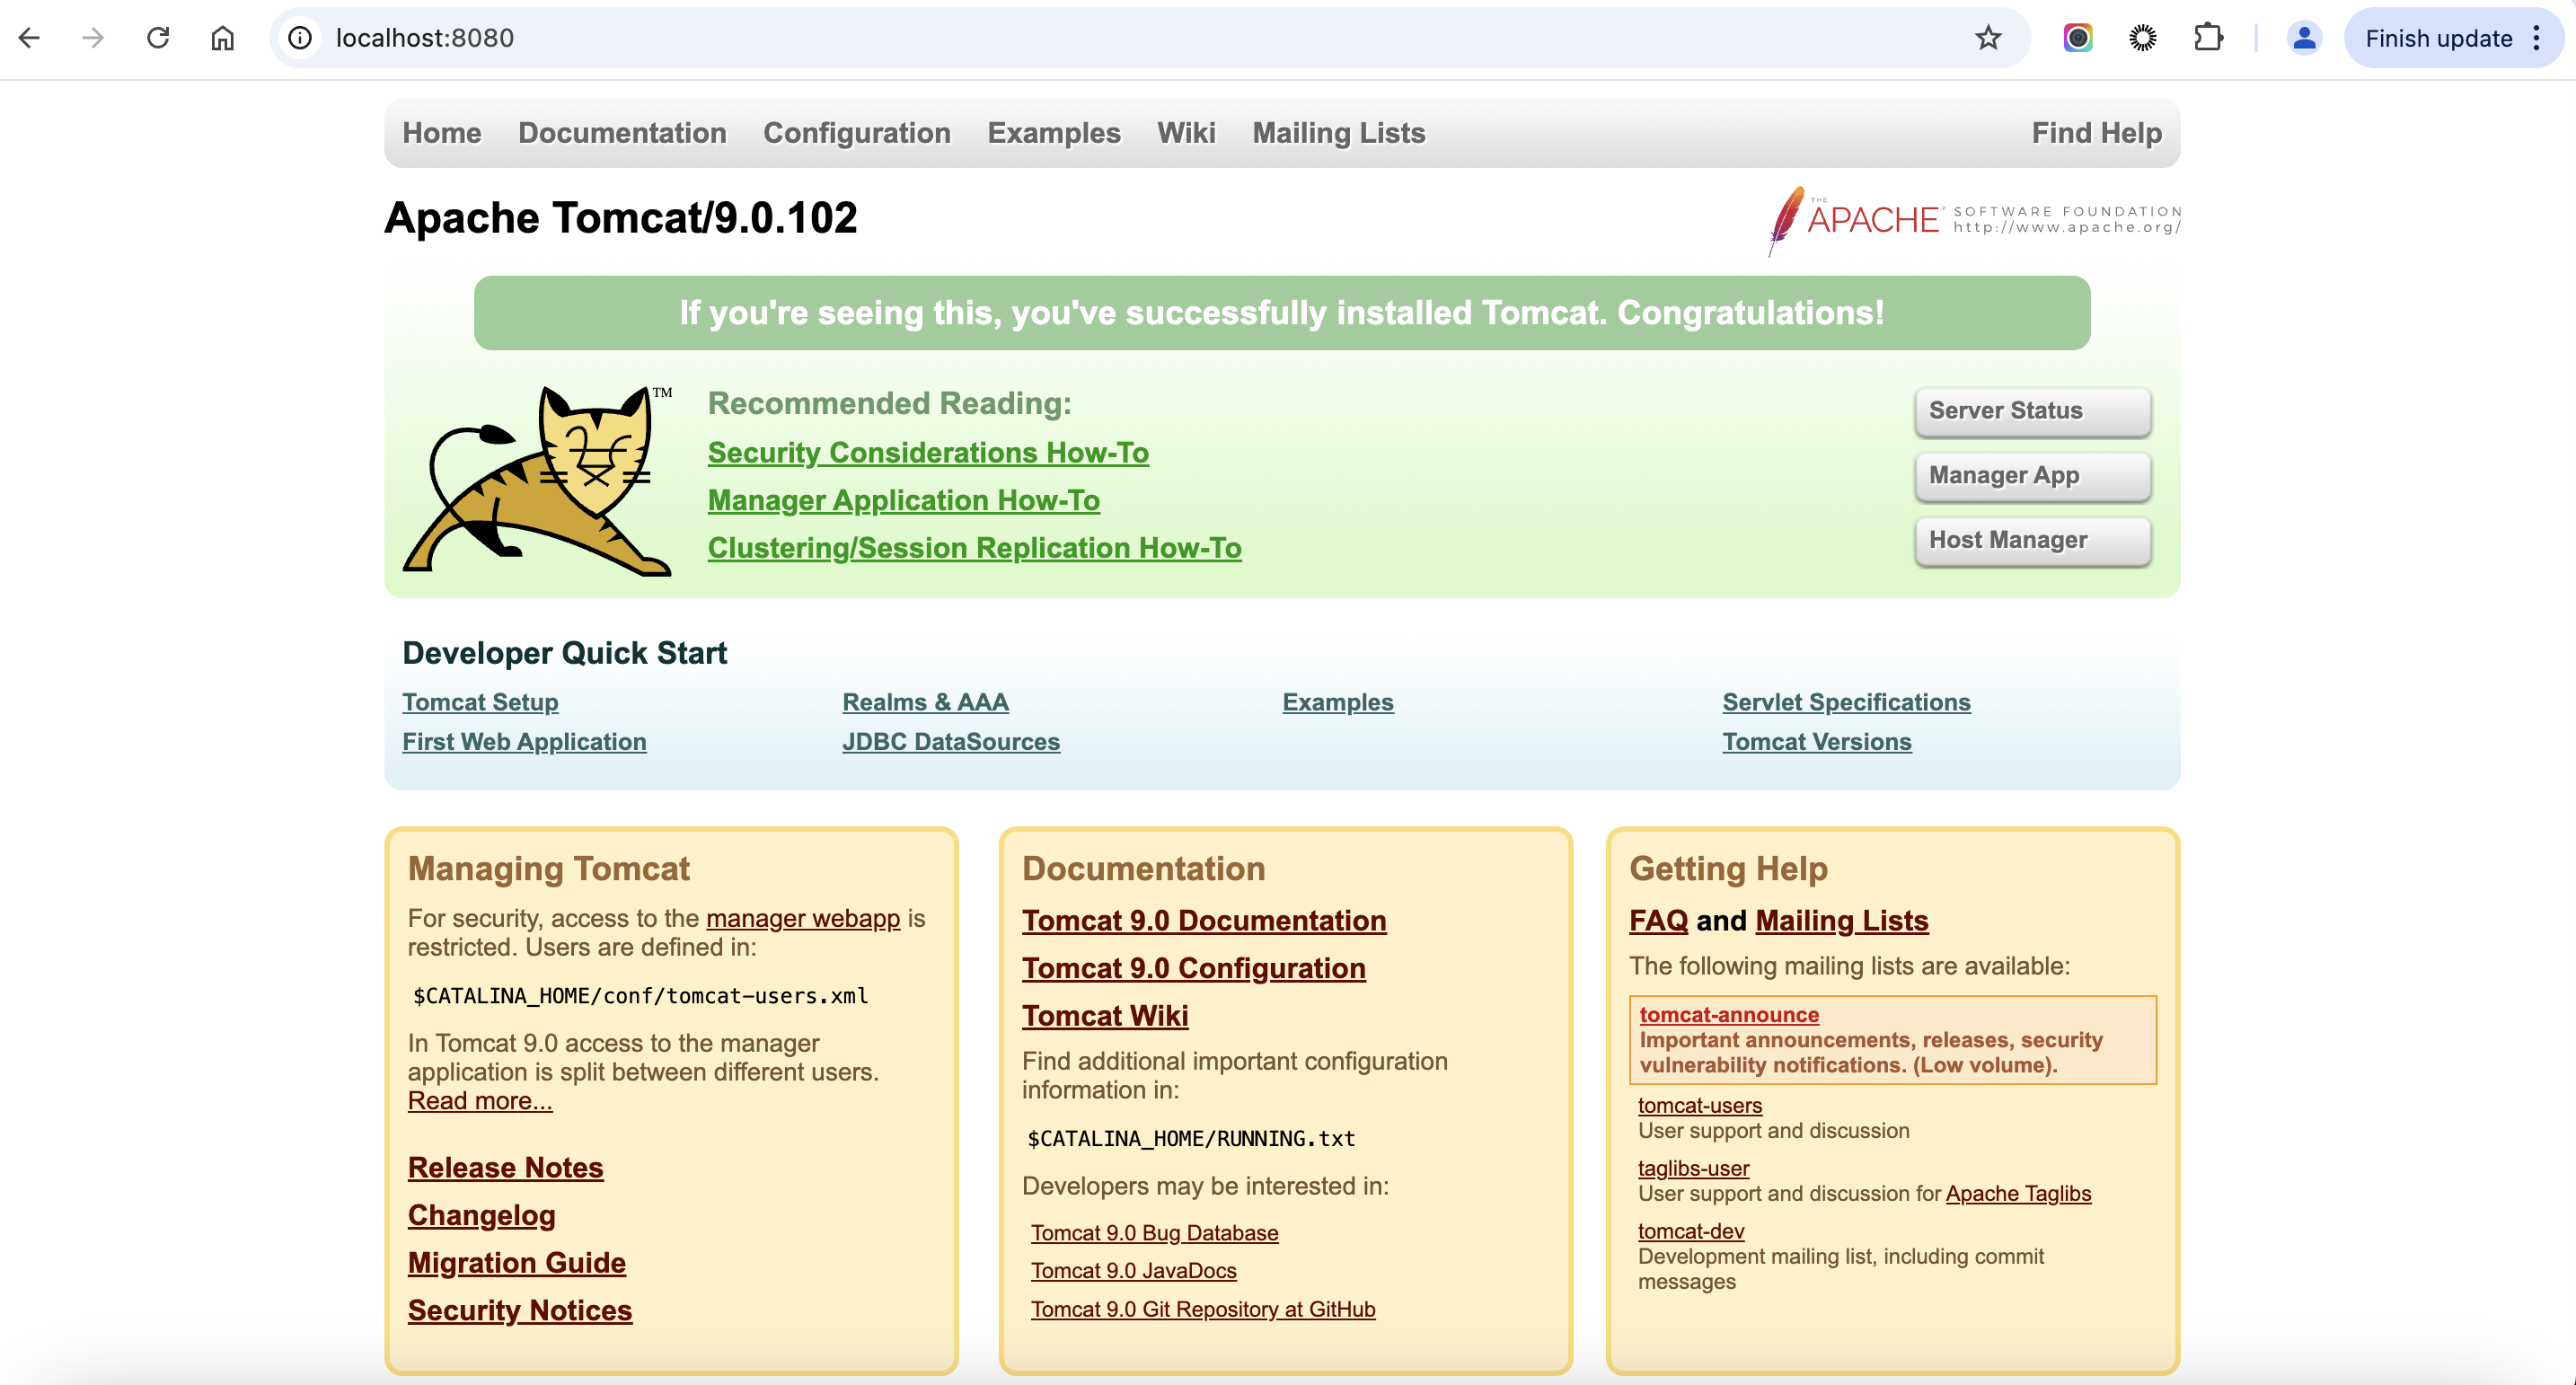 localhost:8080
Finish update
Home Documentation Configuration Examples Wiki Mailing Lists Find Help
Apache Tomcat/9.0.102
THE APACHE SOFTWARE FOUNDATION
http://www.apache.org/
If you're seeing this, you've successfully installed Tomcat. Congratulations!
TM
Recommended Reading:
Security Considerations How-To
Manager Application How-To
Clustering/Session Replication How-To
Server Status
Manager App
Host Manager
Developer Quick Start
Tomcat Setup
First Web Application
Realms & AAA
JDBC DataSources
Examples
Servlet Specifications
Tomcat Versions
Managing Tomcat
For security, access to the manager webapp is
restricted. Users are defined in:
$CATALINA_HOME/conf/tomcat-users.xml
In Tomcat 9.0 access to the manager
application is split between different users.
Read more...
Release Notes
Changelog
Migration Guide
Security Notices
Documentation
Tomcat 9.0 Documentation
Tomcat 9.0 Configuration
Tomcat Wiki
Find additional important configuration
information in:
$CATALINA_HOME/RUNNING.txt
Developers may be interested in:
Tomcat 9.0 Bug Database
Tomcat 9.0 JavaDocs
Tomcat 9.0 Git Repository at GitHub
Getting Help
FAQ and Mailing Lists
The following mailing lists are available:
tomcat-announce
Important announcements, releases, security
vulnerability notifications. (Low volume).
tomcat-users
User support and discussion
taglibs-user
User support and discussion for Apache Taglibs
tomcat-dev
Development mailing list, including commit
messages